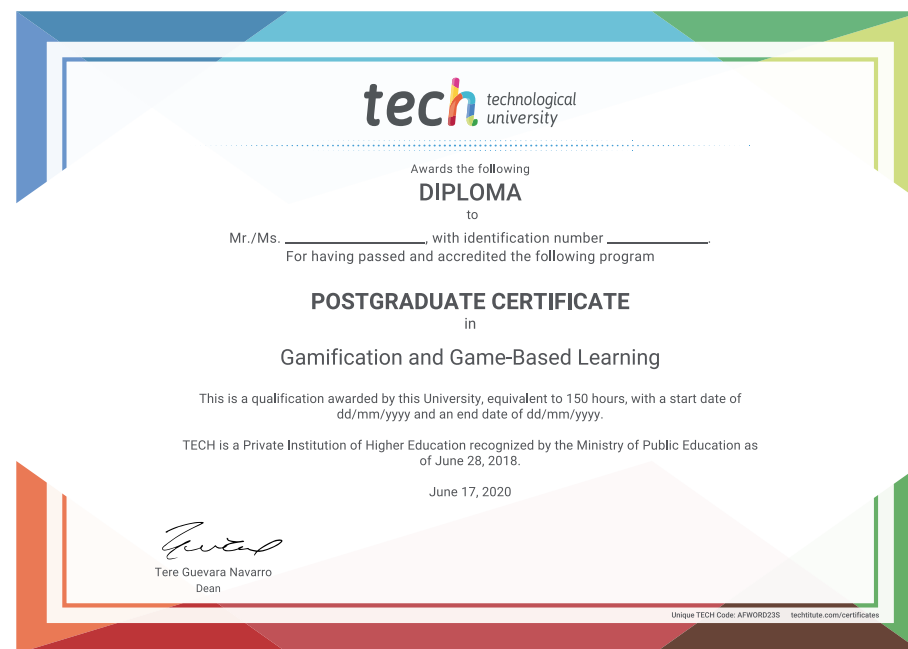 tech technological
university
Awards the following
DIPLOMA
to
Mr./Ms. ____________, with identification number ____________.
For having passed and accredited the following program
POSTGRADUATE CERTIFICATE
in
Gamification and Game-Based Learning
This is a qualification awarded by this University, equivalent to 150 hours, with a start date of
dd/mm/yyyy and an end date of dd/mm/yyyy.
TECH is a Private Institution of Higher Education recognized by the Ministry of Public Education as
of June 28, 2018.
June 17, 2020
Tere Guevara Navarro
Dean
Unique TECH Code: AFWORD23S techtitute.com/certificates